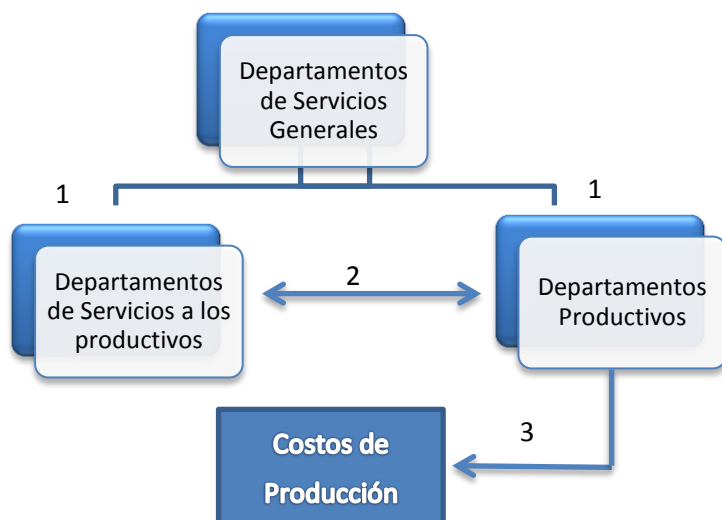 Departamentos
de Servicios
Generales
1
1
Departamentos
de Servicios a los
productivos
2
Departamentos
Productivos
3
Costos de
Producción